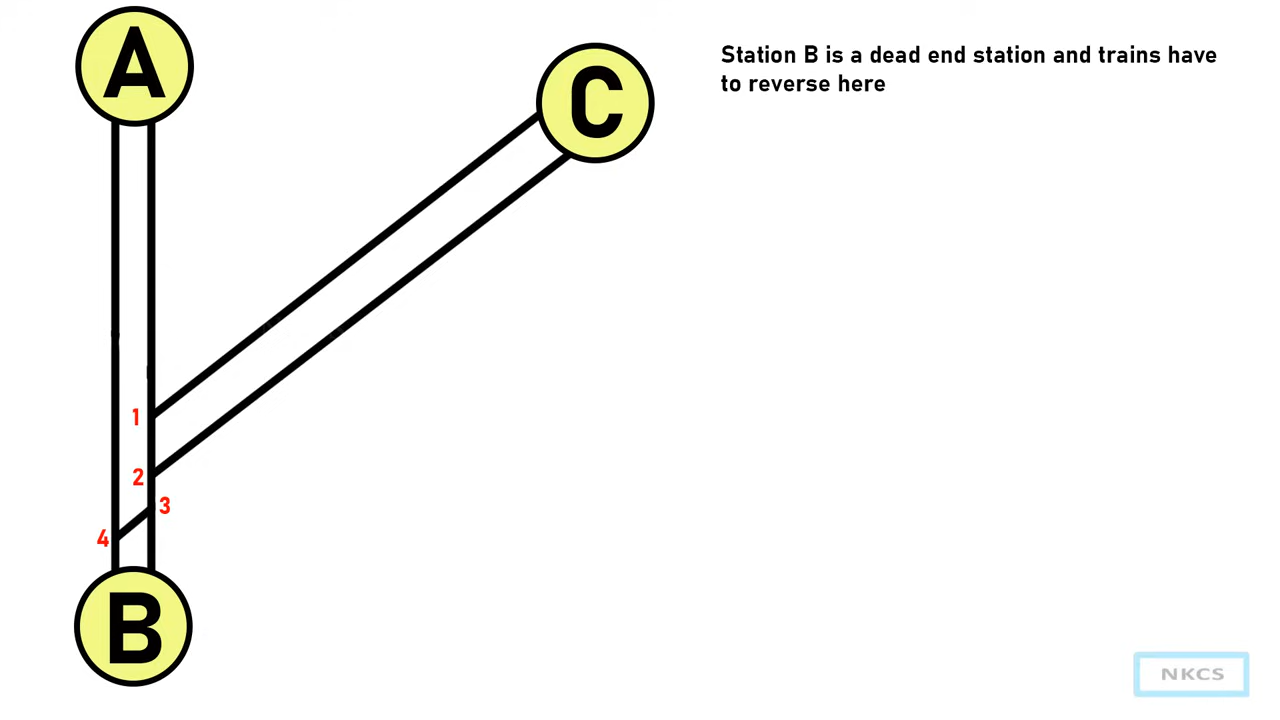 A
C
Station B is a dead end station and trains have
to reverse here
1
2
3
4
B
NKCS